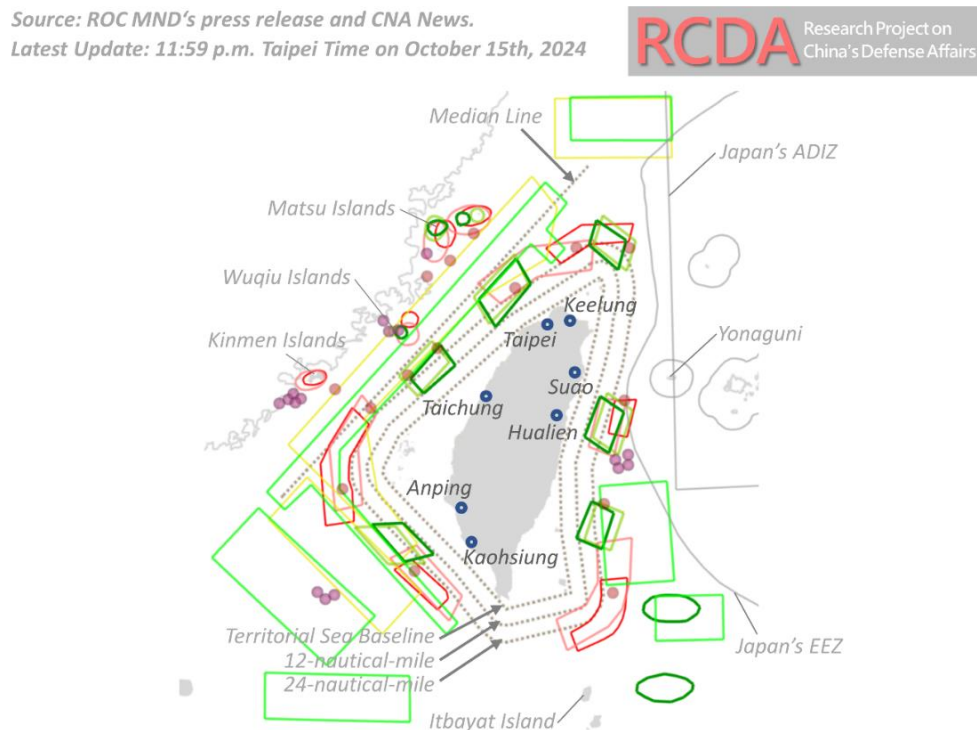 Source: ROC MND's press release and CNA News.
Latest Update: 11:59 p.m. Taipei Time on October 15th, 2024
RCDA
Research Project on
China's Defense Affairs
Median Line
Japan's ADIZ
Matsu Islands
Wuqiu Islands
Keelung
Taipei
Kinmen Islands
Yonaguni
Suao
Taichung
Hualien
Anping
Kaohsiung
Territorial Sea Baseline
12-nautical-mile
24-nautical-mile
Japan's EEZ
Itbayat Island